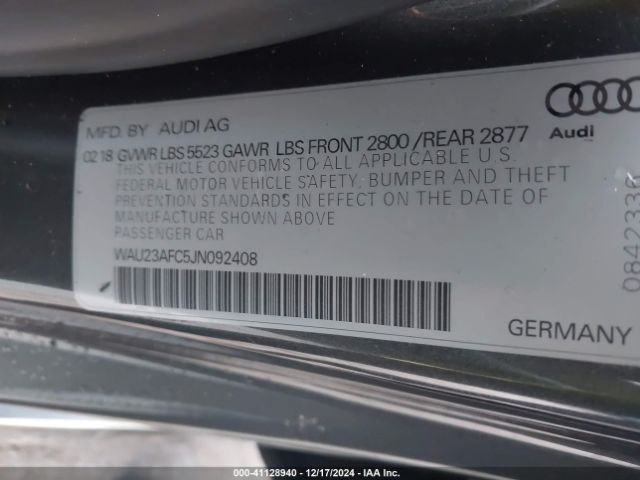 MFD. BY AUDI AG
Audi
02 18 GVWR LBS 5523 GAWR LBS FRONT 2800 /REAR 2877
THIS VEHICLE CONFORMS TO ALL APPLICABLE U.S.
FEDERAL MOTOR VEHICLE SAFETY, BUMPER AND THEFT
PREVENTION STANDARDS IN EFFECT ON THE DATE OF
MANUFACTURE SHOWN ABOVE
PASSENGER CAR
WAU23AFC5JN092408
0842336
GERMANY
000-41128940 - 12/17/2024 - IAA Inc.